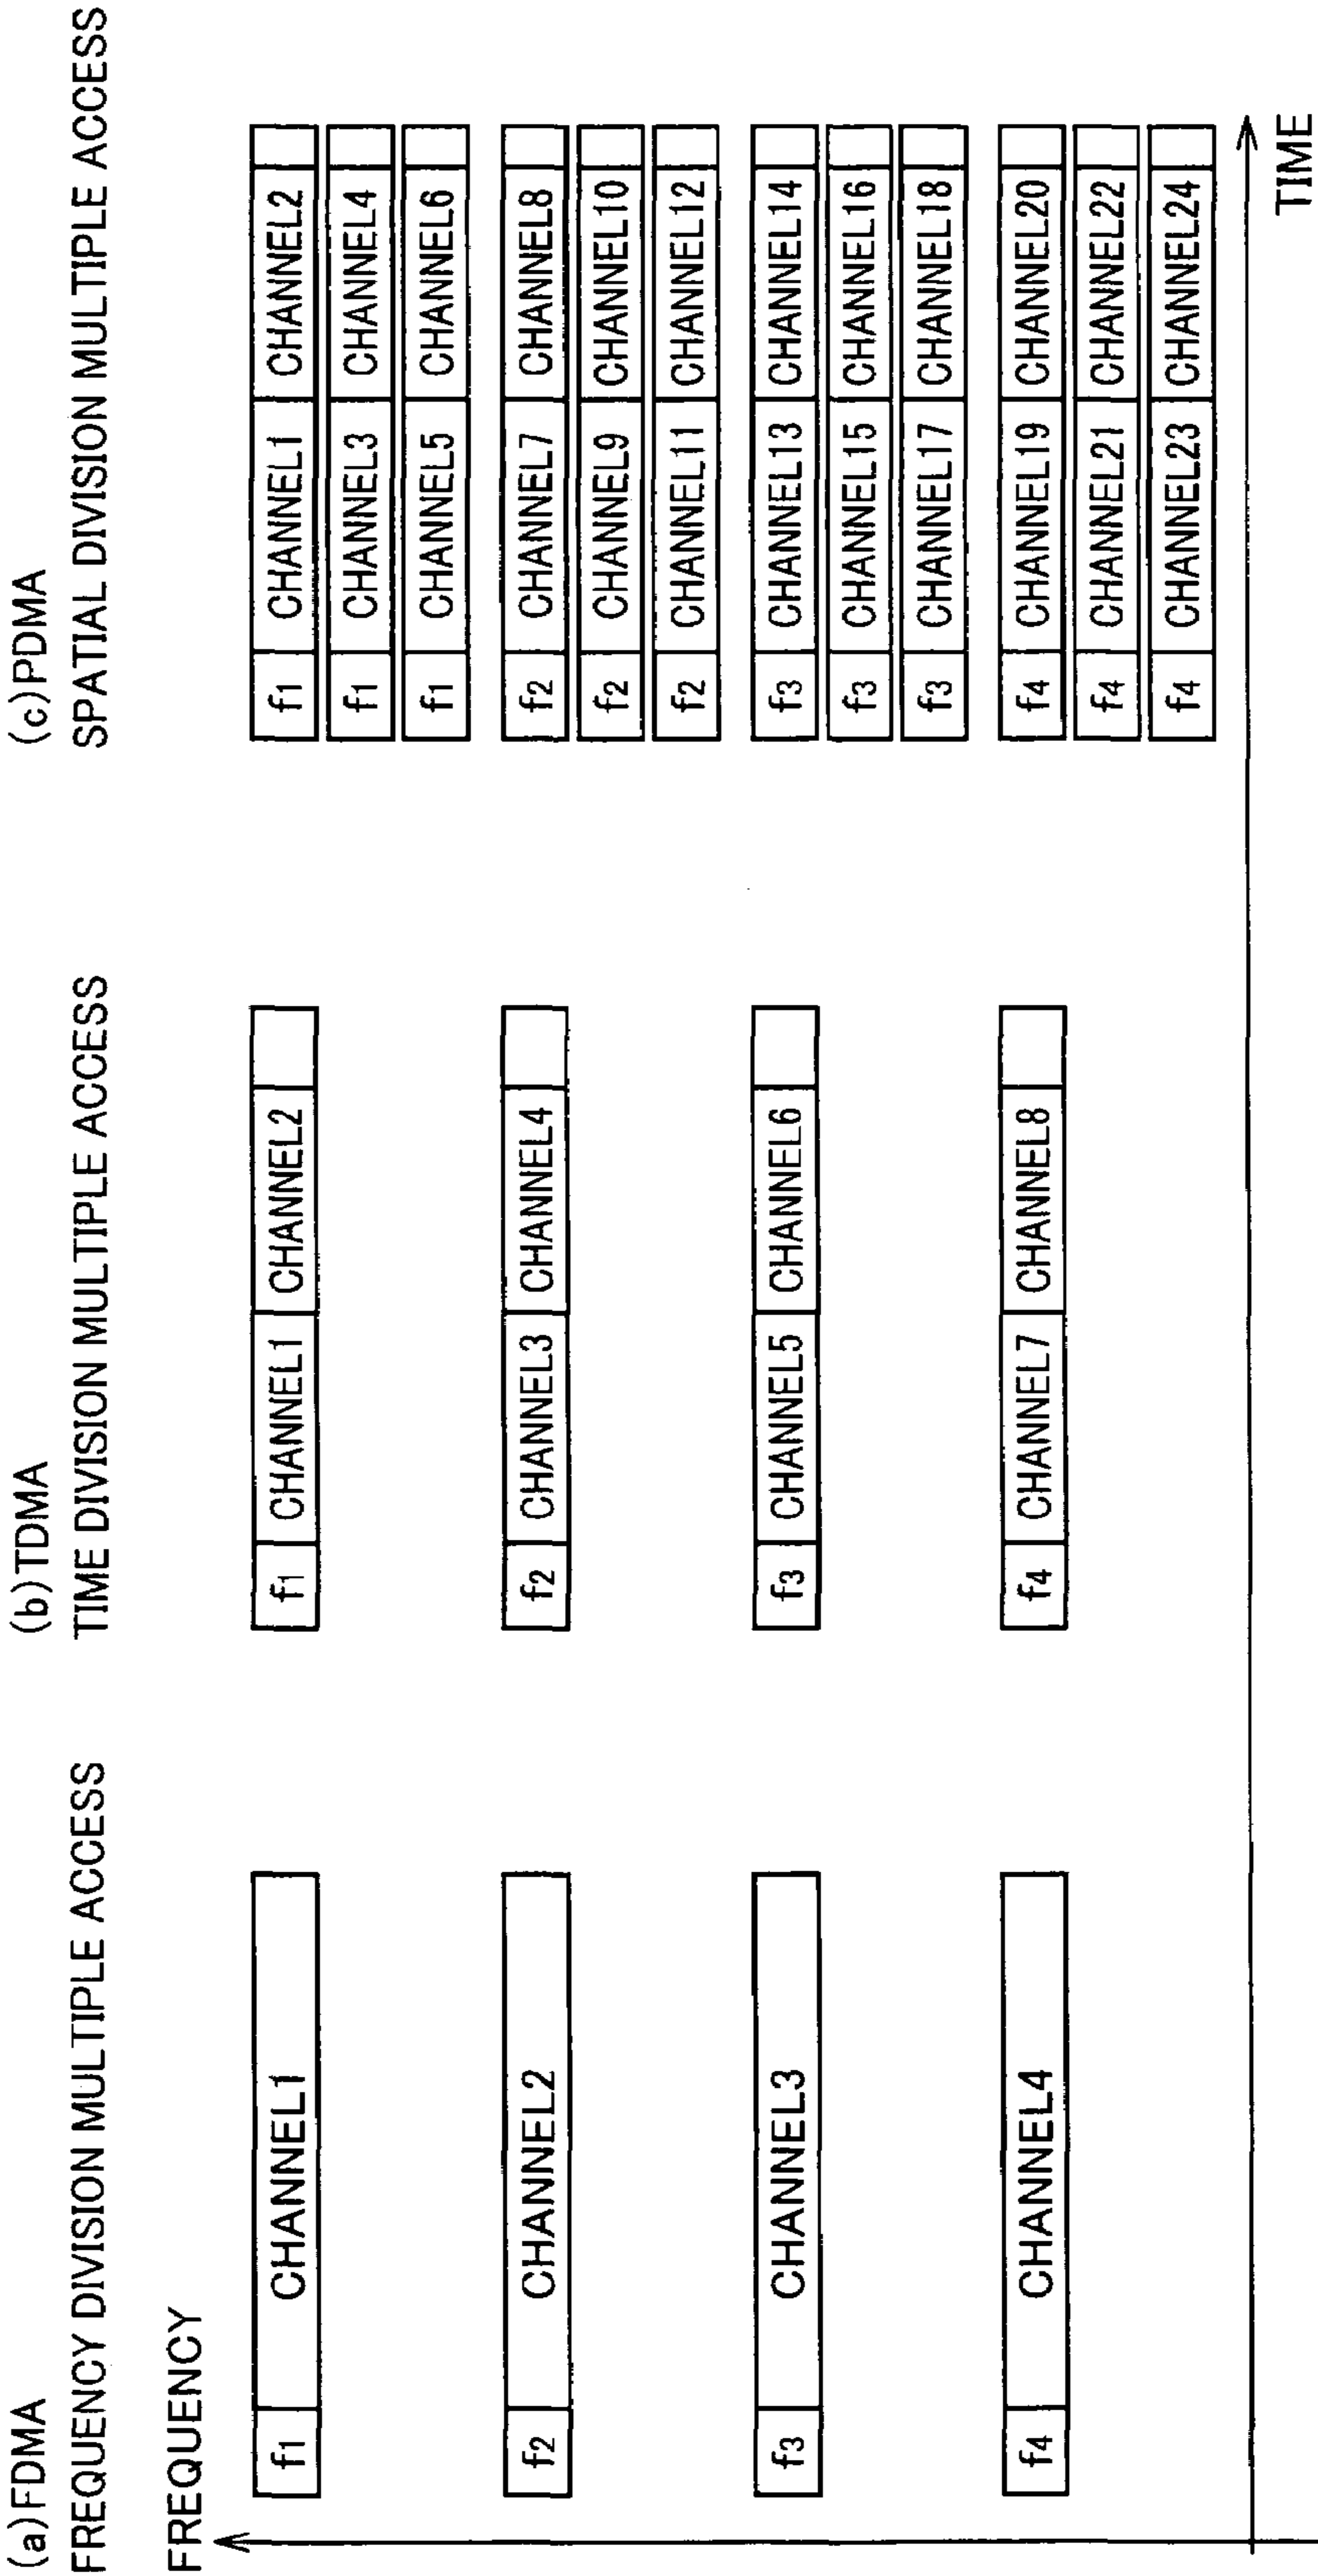 (a)FDMA
FREQUENCY DIVISION MULTIPLE ACCESS
FREQUENCY
f1 CHANNEL1
f2 CHANNEL2
f3 CHANNEL3
f4 CHANNEL4
(b)TDMA
TIME DIVISION MULTIPLE ACCESS
f1 CHANNEL1 CHANNEL2
f2 CHANNEL3 CHANNEL4
f3 CHANNEL5 CHANNEL6
f4 CHANNEL7 CHANNEL8
(c)PDMA
SPATIAL DIVISION MULTIPLE ACCESS
f1 CHANNEL1 CHANNEL2
f1 CHANNEL3 CHANNEL4
f1 CHANNEL5 CHANNEL6
f2 CHANNEL7 CHANNEL8
f2 CHANNEL9 CHANNEL10
f2 CHANNEL11 CHANNEL12
f3 CHANNEL13 CHANNEL14
f3 CHANNEL15 CHANNEL16
f3 CHANNEL17 CHANNEL18
f4 CHANNEL19 CHANNEL20
f4 CHANNEL21 CHANNEL22
f4 CHANNEL23 CHANNEL24
TIME